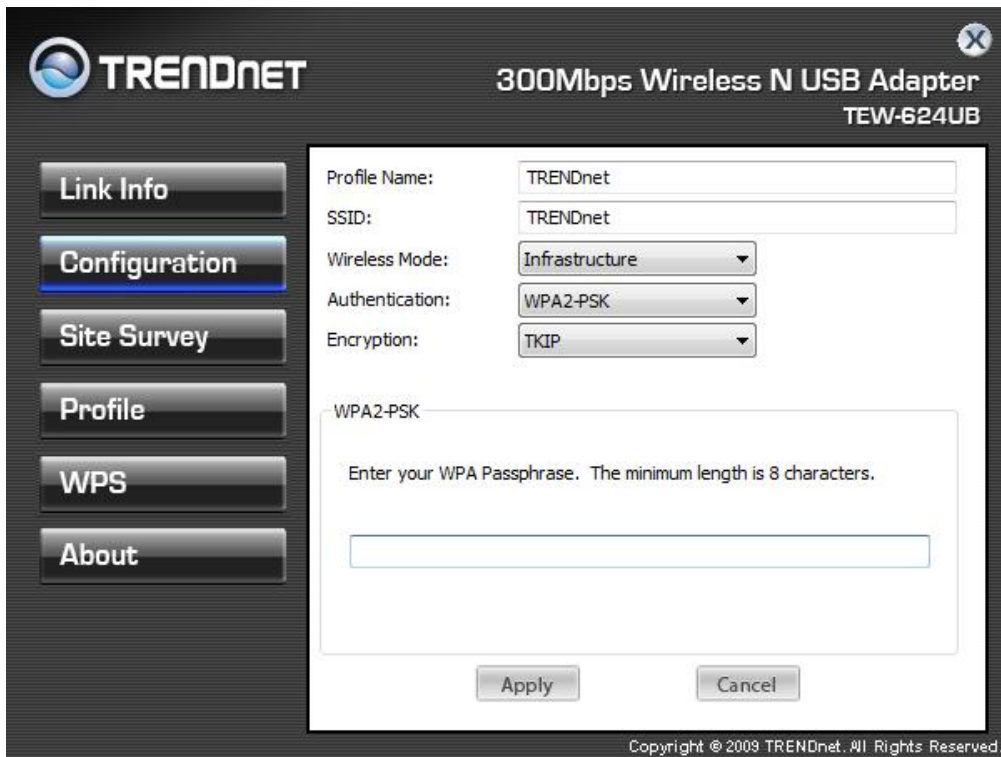 TRENDNET
300Mbps Wireless N USB Adapter
TEW-624UB
Link Info
Configuration
Site Survey
Profile
WPS
About
Profile Name: TRENDnet
SSID: TRENDnet
Wireless Mode: Infrastructure
Authentication: WPA2-PSK
Encryption: TKIP
WPA2-PSK
Enter your WPA Passphrase. The minimum length is 8 characters.
Apply Cancel
Copyright © 2009 TRENDnet. All Rights Reserved.